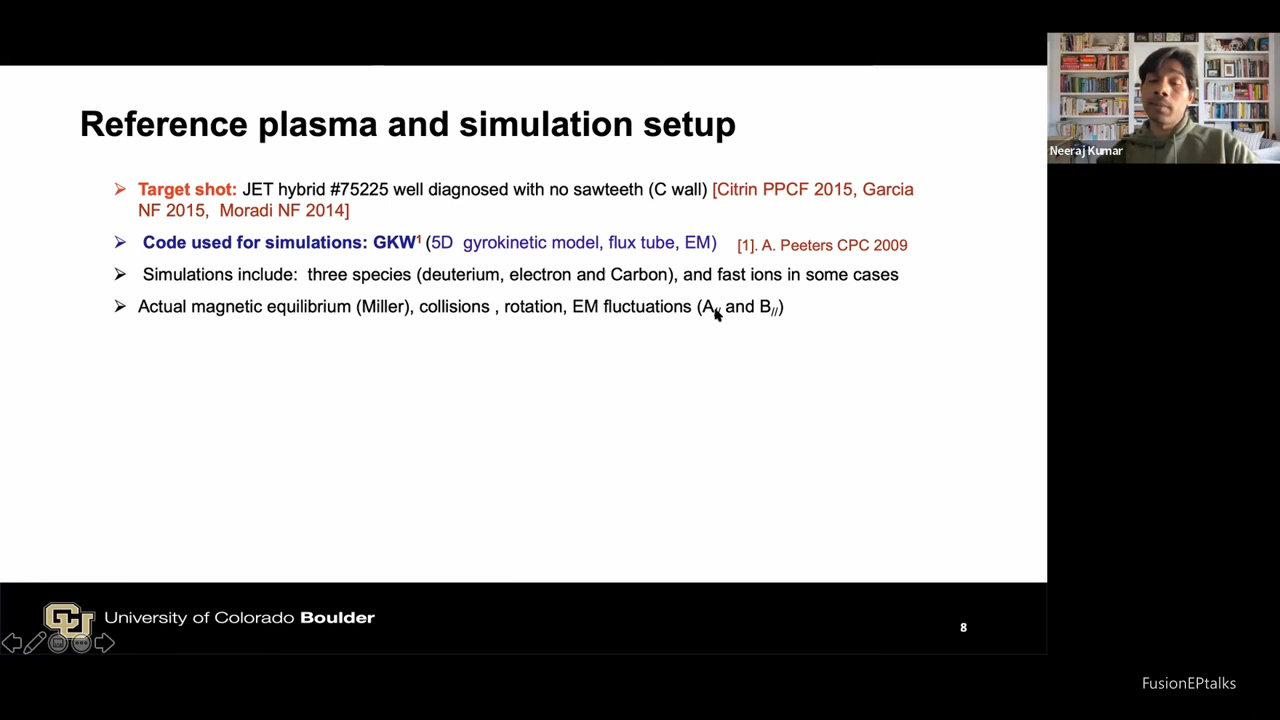 Reference plasma and simulation setup
➢ Target shot: JET hybrid #75225 well diagnosed with no sawteeth (C wall) [Citrin PPCF 2015, Garcia
NF 2015, Moradi NF 2014]
➢ Code used for simulations: GKW¹ (5D gyrokinetic model, flux tube, EM) [1]. A. Peeters CPC 2009
➢ Simulations include: three species (deuterium, electron and Carbon), and fast ions in some cases
➢ Actual magnetic equilibrium (Miller), collisions , rotation, EM fluctuations (A// and B//)
Neeraj Kumar
CU University of Colorado Boulder
8
FusionEPtalks